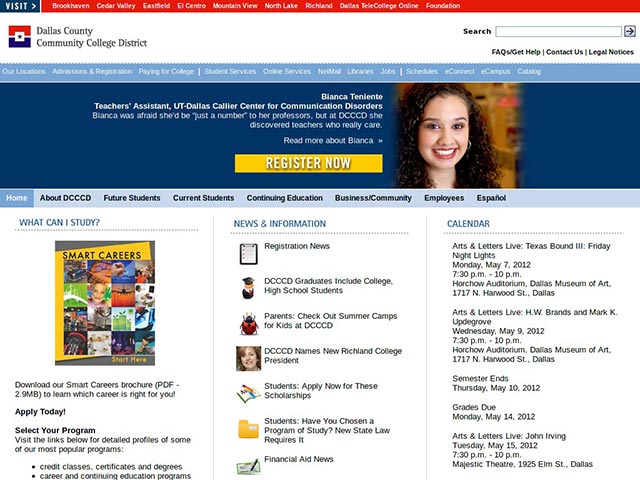 VISIT > Brookhaven Cedar Valley Eastfield El Centro Mountain View North Lake Richland Dallas TeleCollege Online Foundation
Dallas County
Community College District
Search
FAQs/Get Help | Contact Us | Legal Notices
Our Locations Admissions & Registration Paying for College | Student Services Online Services NetMail Libraries Jobs | Schedules eConnect eCampus Catalog
Bianca Teniente
Teachers' Assistant, UT-Dallas Callier Center for Communication Disorders
Bianca was afraid she'd be "just a number" to her professors, but at DCCCD she
discovered teachers who really care.
Read more about Bianca »
REGISTER NOW
Home About DCCCD Future Students Current Students Continuing Education Business/Community Employees Español
WHAT CAN I STUDY?
SMART CAREERS
Start Here
Download our Smart Careers brochure (PDF -
2.9MB) to learn which career is right for you!
Apply Today!
Select Your Program
Visit the links below for detailed profiles of some
of our most popular programs:
• credit classes, certificates and degrees
• career and continuing education programs
NEWS & INFORMATION
Registration News
DCCCD Graduates Include College,
High School Students
Parents: Check Out Summer Camps
for Kids at DCCCD
DCCCD Names New Richland College
President
Students: Apply Now for These
Scholarships
Students: Have You Chosen a
Program of Study? New State Law
Requires It
Financial Aid News
CALENDAR
Arts & Letters Live: Texas Bound III: Friday
Night Lights
Monday, May 7, 2012
7:30 p.m. - 10 p.m.
Horchow Auditorium, Dallas Museum of Art,
1717 N. Harwood St., Dallas
Arts & Letters Live: H.W. Brands and Mark K.
Updegrove
Wednesday, May 9, 2012
7:30 p.m. - 10 p.m.
Horchow Auditorium, Dallas Museum of Art,
1717 N. Harwood St., Dallas
Semester Ends
Thursday, May 10, 2012
Grades Due
Monday, May 14, 2012
Arts & Letters Live: John Irving
Tuesday, May 15, 2012
7:30 p.m. - 10 p.m.
Majestic Theatre, 1925 Elm St., Dallas